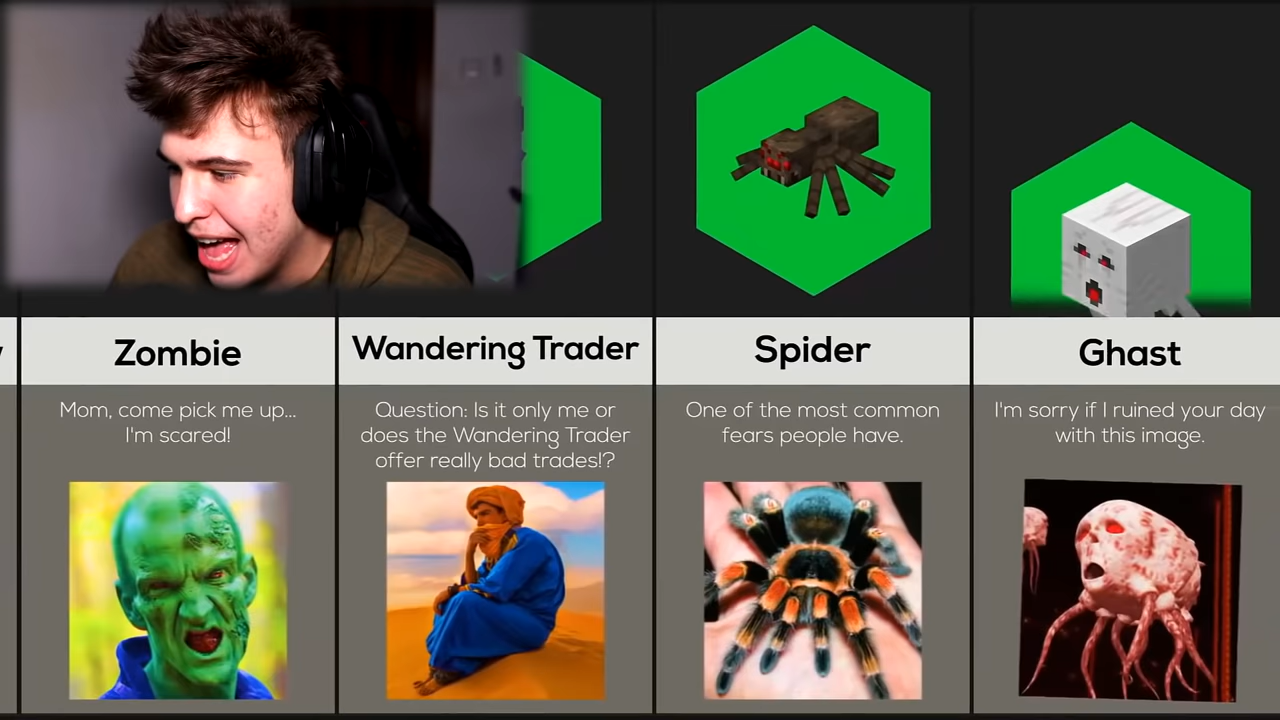 Zombie
Mom, come pick me up...
I'm scared!
Wandering Trader
Question: Is it only me or
does the Wandering Trader
offer really bad trades!?
Spider
One of the most common
fears people have.
Ghast
I'm sorry if I ruined your day
with this image.